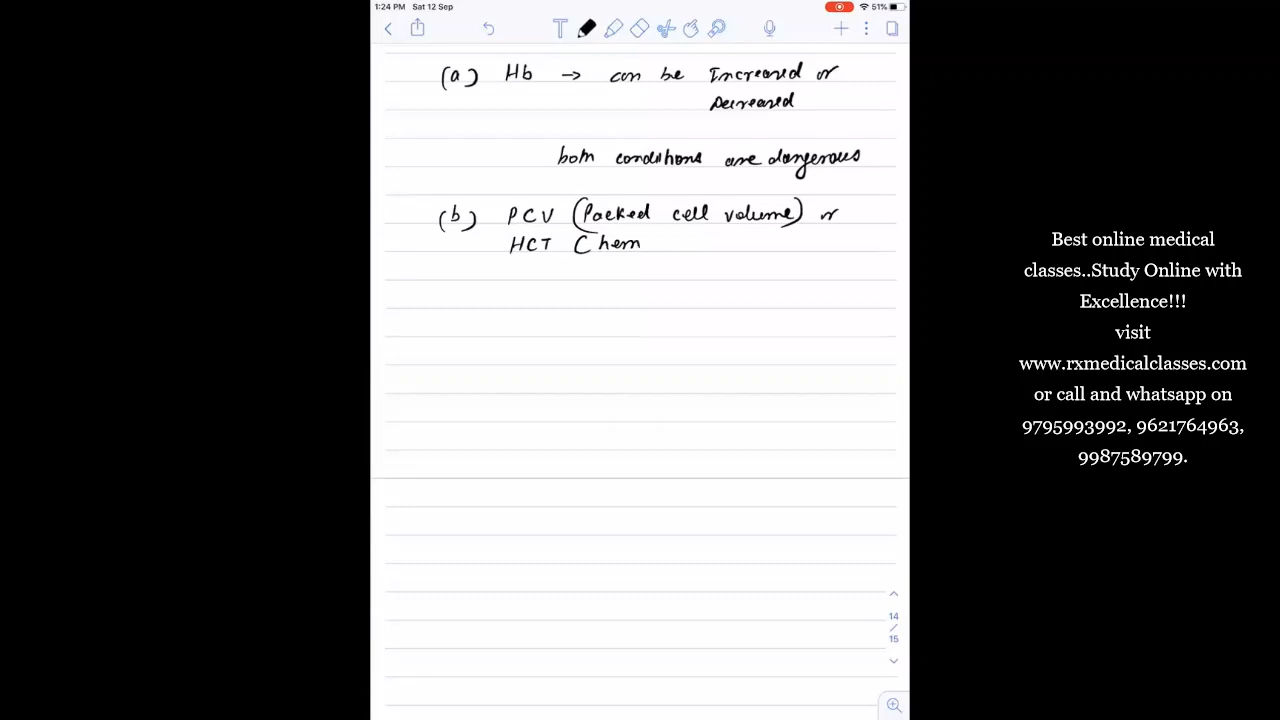 1:24 PM Sat 12 Sep
51%
(a) Hb → can be Increased or
Decreased
both conditions are dangerous
(b) PCV (Packed cell volume) or
HCT (hem
14
/
15
Best online medical
classes..Study Online with
Excellence!!!
visit
www.rxmedicalclasses.com
or call and whatsapp on
9795993992, 9621764963,
9987589799.